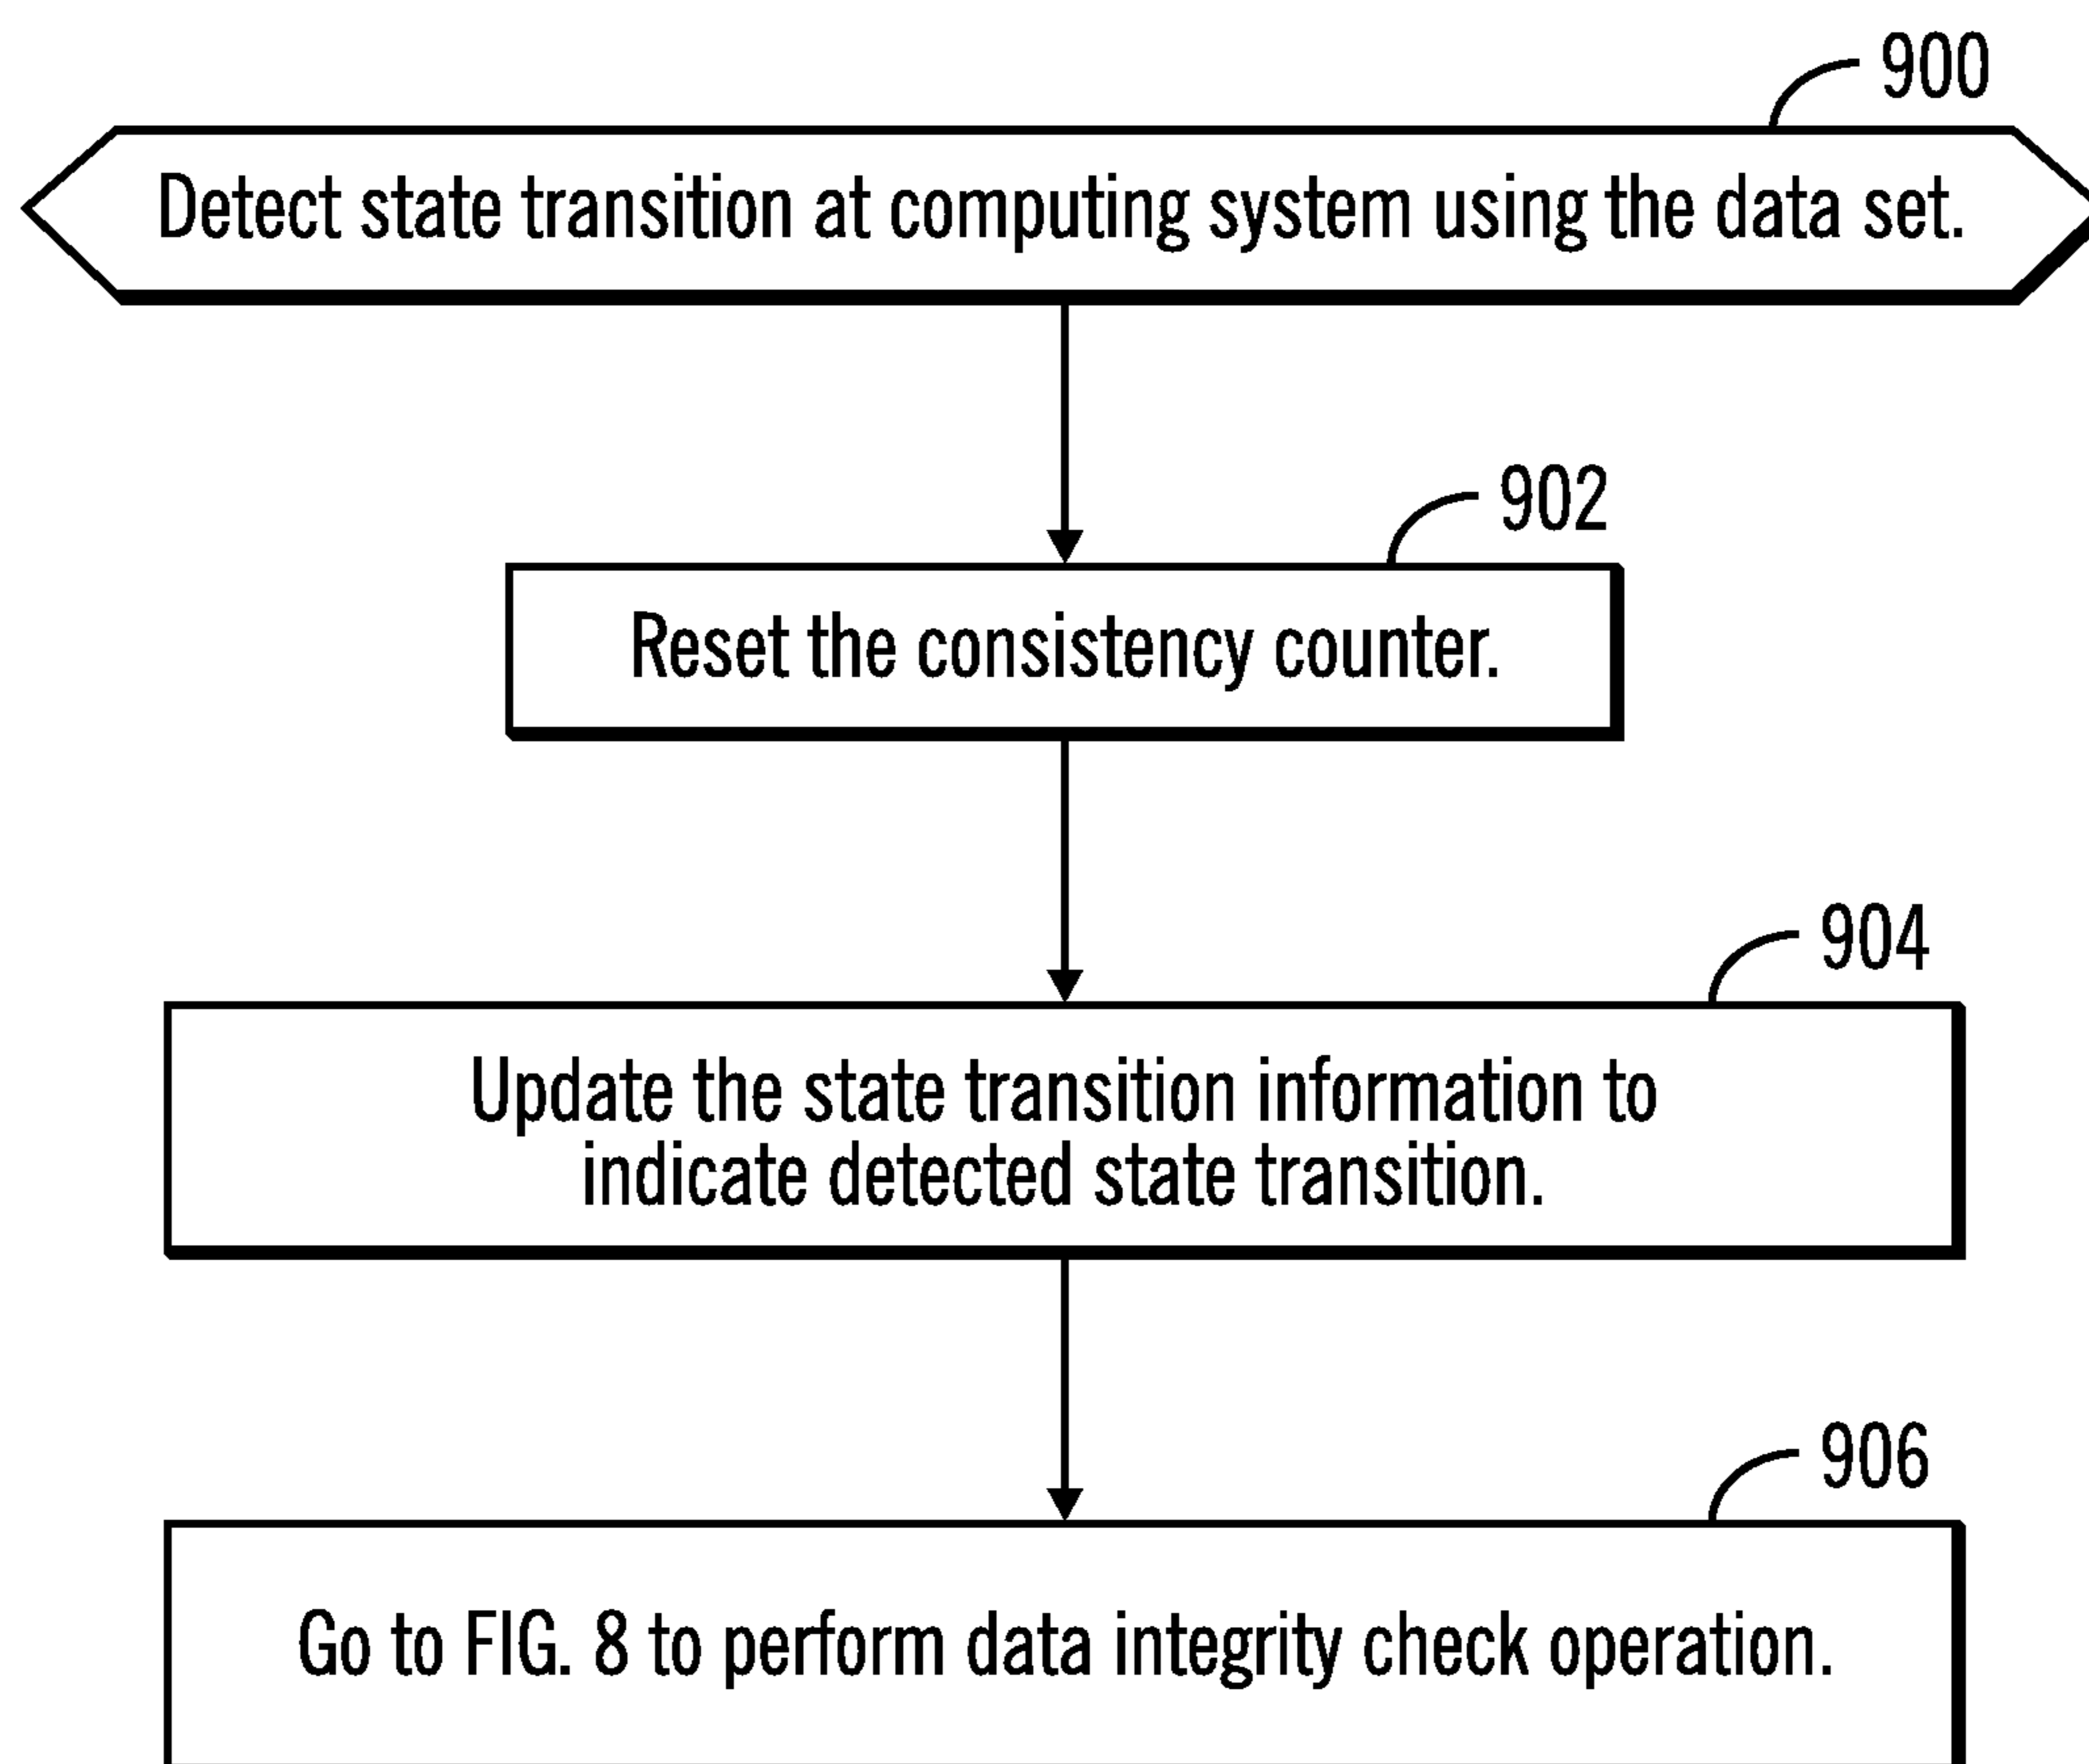 900
Detect state transition at computing system using the data set.
902
Reset the consistency counter.
904
Update the state transition information to
indicate detected state transition.
906
Go to FIG. 8 to perform data integrity check operation.